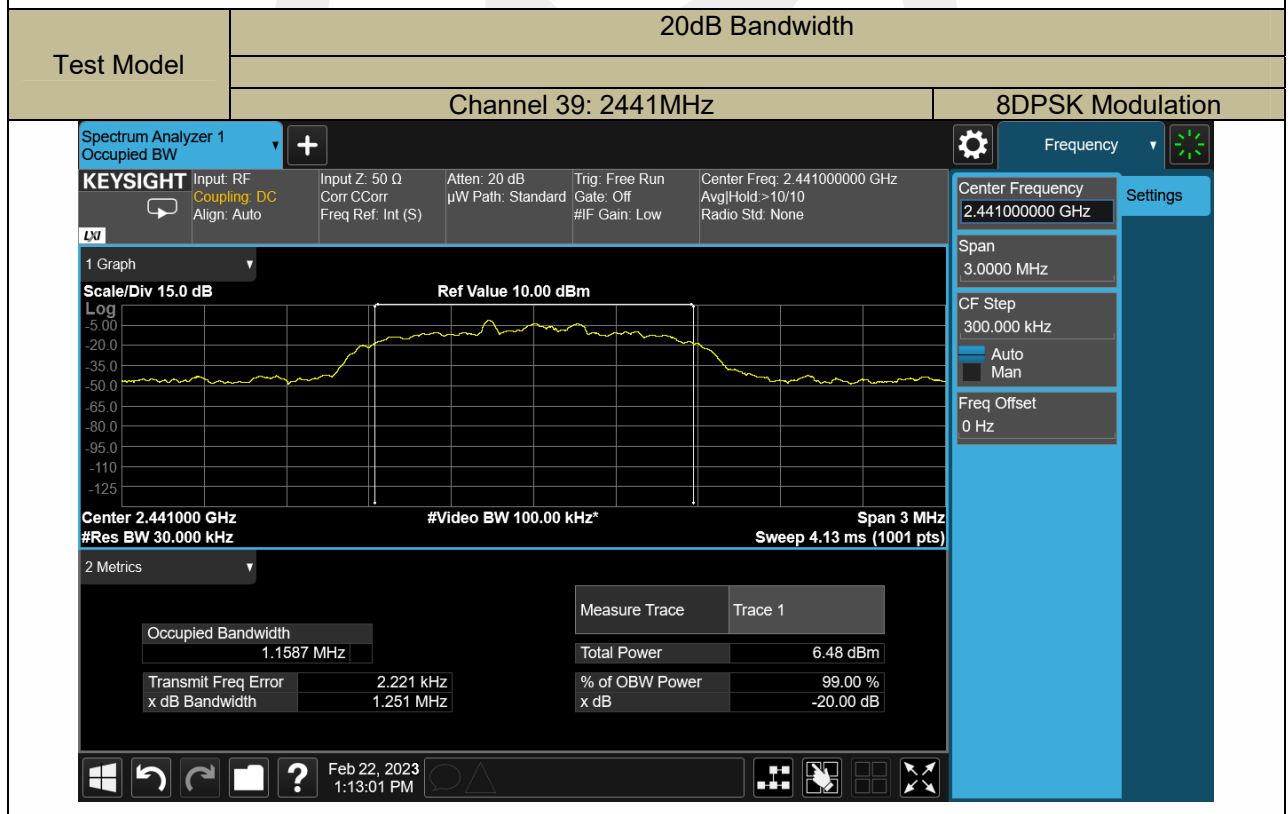 20dB Bandwidth
Test Model
Channel 39: 2441MHz
8DPSK Modulation
Spectrum Analyzer 1
Occupied BW
+
Frequency
KEYSIGHT
Input: RF
Coupling: DC
Align: Auto
Input Z: 50 Ω
Corr CCorr
Freq Ref: Int (S)
Atten: 20 dB
µW Path: Standard
Trig: Free Run
Gate: Off
#IF Gain: Low
Center Freq: 2.441000000 GHz
Avg|Hold:>10/10
Radio Std: None
LXI
Center Frequency
2.441000000 GHz
Settings
Span
3.0000 MHz
CF Step
300.000 kHz
Auto
Man
Freq Offset
0 Hz
1 Graph
Scale/Div 15.0 dB
Ref Value 10.00 dBm
Log
-5.00
-20.0
-35.0
-50.0
-65.0
-80.0
-95.0
-110
-125
Center 2.441000 GHz
#Video BW 100.00 kHz*
Span 3 MHz
#Res BW 30.000 kHz
Sweep 4.13 ms (1001 pts)
2 Metrics
Measure Trace
Trace 1
Occupied Bandwidth
1.1587 MHz
Total Power
6.48 dBm
Transmit Freq Error
2.221 kHz
% of OBW Power
99.00 %
x dB Bandwidth
1.251 MHz
x dB
-20.00 dB
?
Feb 22, 2023
1:13:01 PM